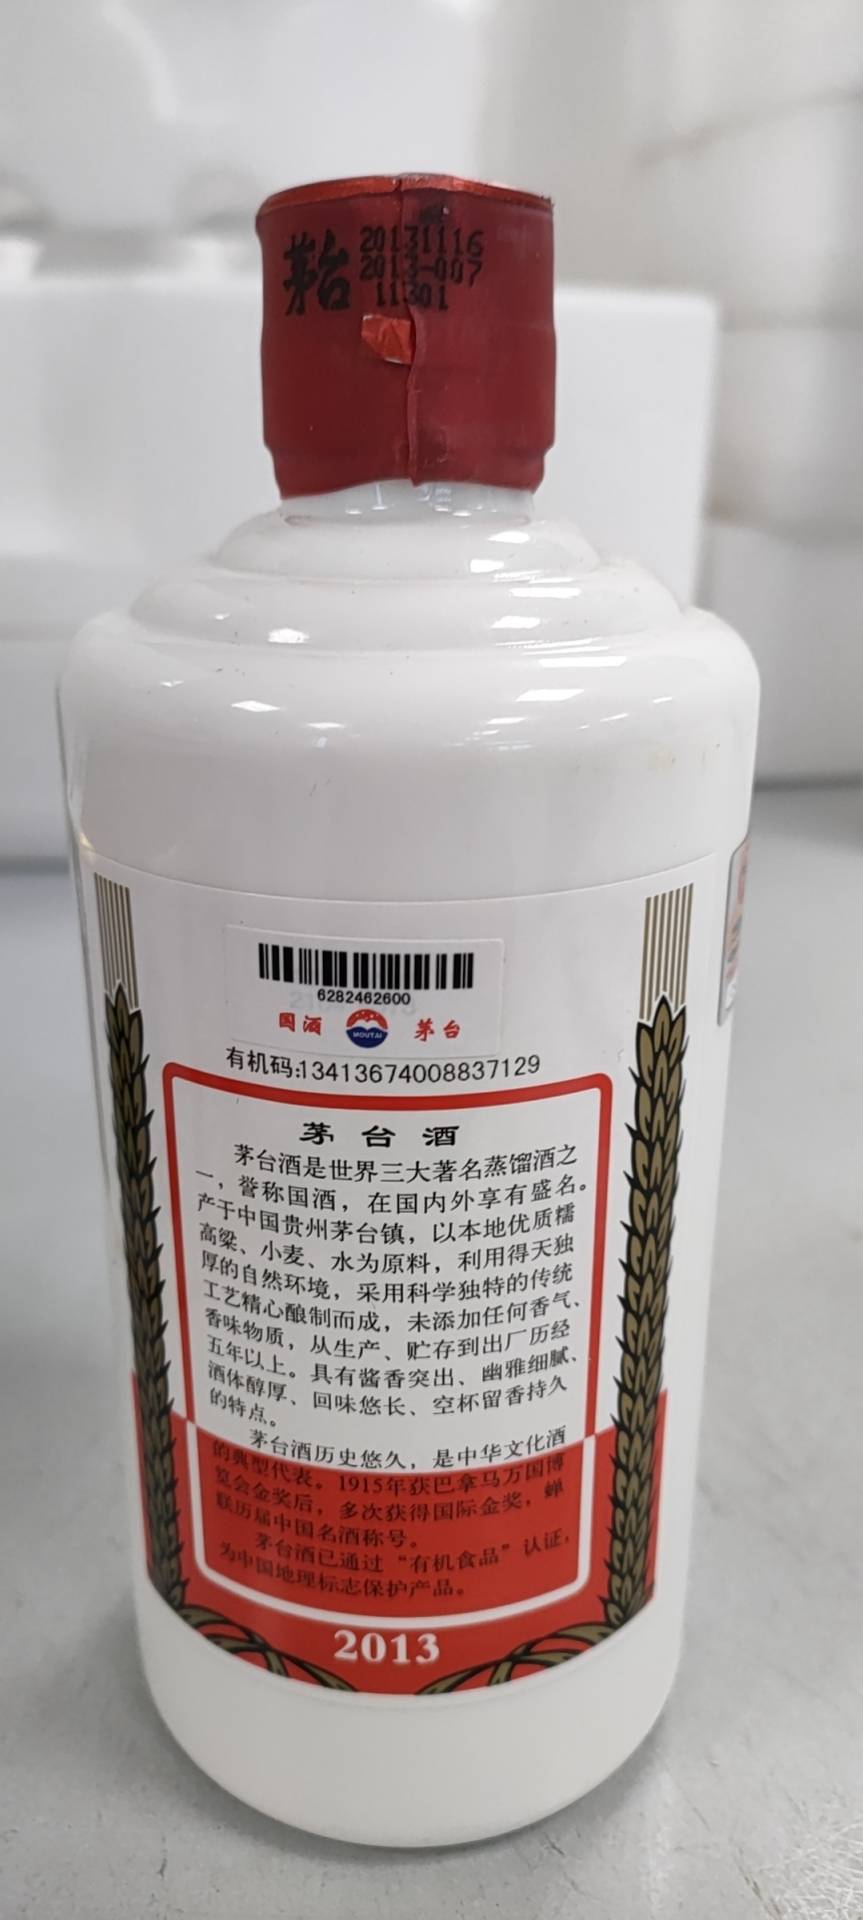 茅台
20131116
2013-007
11301
6282462600
国酒 MOUTAI 茅台
有机码:13413674008837129
茅台酒
茅台酒是世界三大著名蒸馏酒之
一，誉称国酒，在国内外享有盛名。
产于中国贵州茅台镇，以本地优质糯
高粱、小麦、水为原料，利用得天独
厚的自然环境，采用科学独特的传统
工艺精心酿制而成，未添加任何香气、
香味物质，从生产、贮存到出厂历经
五年以上。具有酱香突出、幽雅细腻、
酒体醇厚、回味悠长、空杯留香持久
的特点。
茅台酒历史悠久，是中华文化酒
的典型代表。1915年获巴拿马万国博
览会金奖后，多次获得国际金奖，蝉
联历届中国名酒称号。
茅台酒已通过“有机食品”认证，
为中国地理标志保护产品。
2013